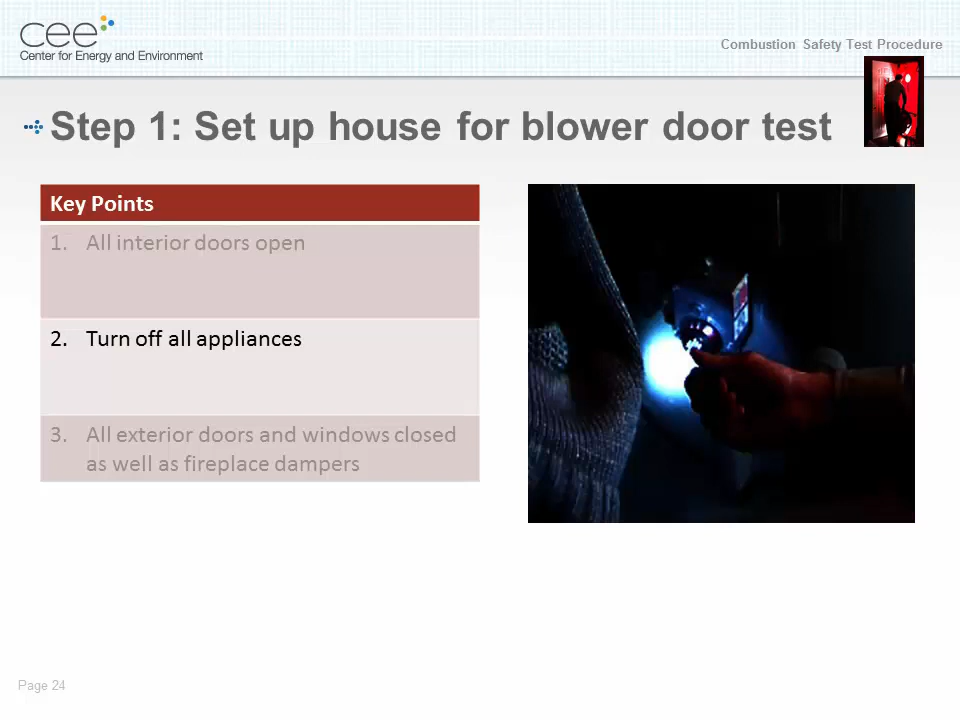 cee
Center for Energy and Environment
Combustion Safety Test Procedure
Step 1: Set up house for blower door test
Key Points
1. All interior doors open
2. Turn off all appliances
3. All exterior doors and windows closed
as well as fireplace dampers
Page 24